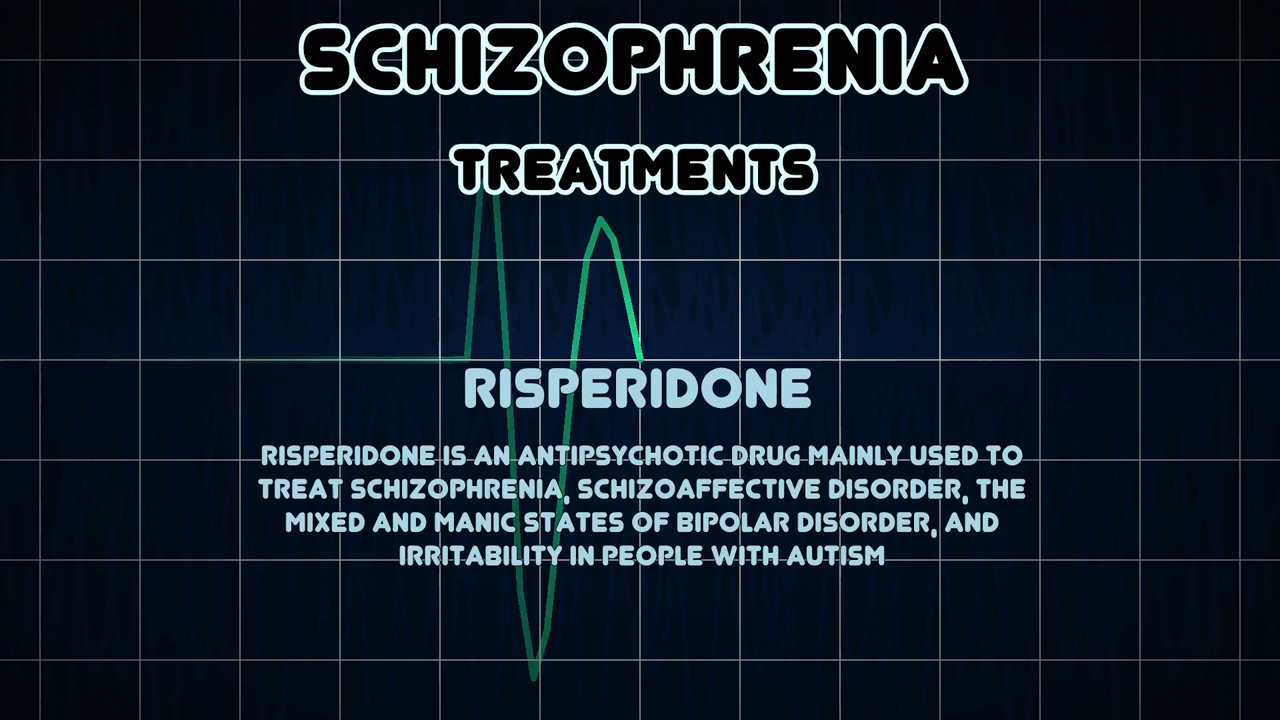 SCHIZOPHRENIA
TREATMENTS
RISPERIDONE
RISPERIDONE IS AN ANTIPSYCHOTIC DRUG MAINLY USED TO
TREAT SCHIZOPHRENIA, SCHIZOAFFECTIVE DISORDER, THE
MIXED AND MANIC STATES OF BIPOLAR DISORDER, AND
IRRITABILITY IN PEOPLE WITH AUTISM